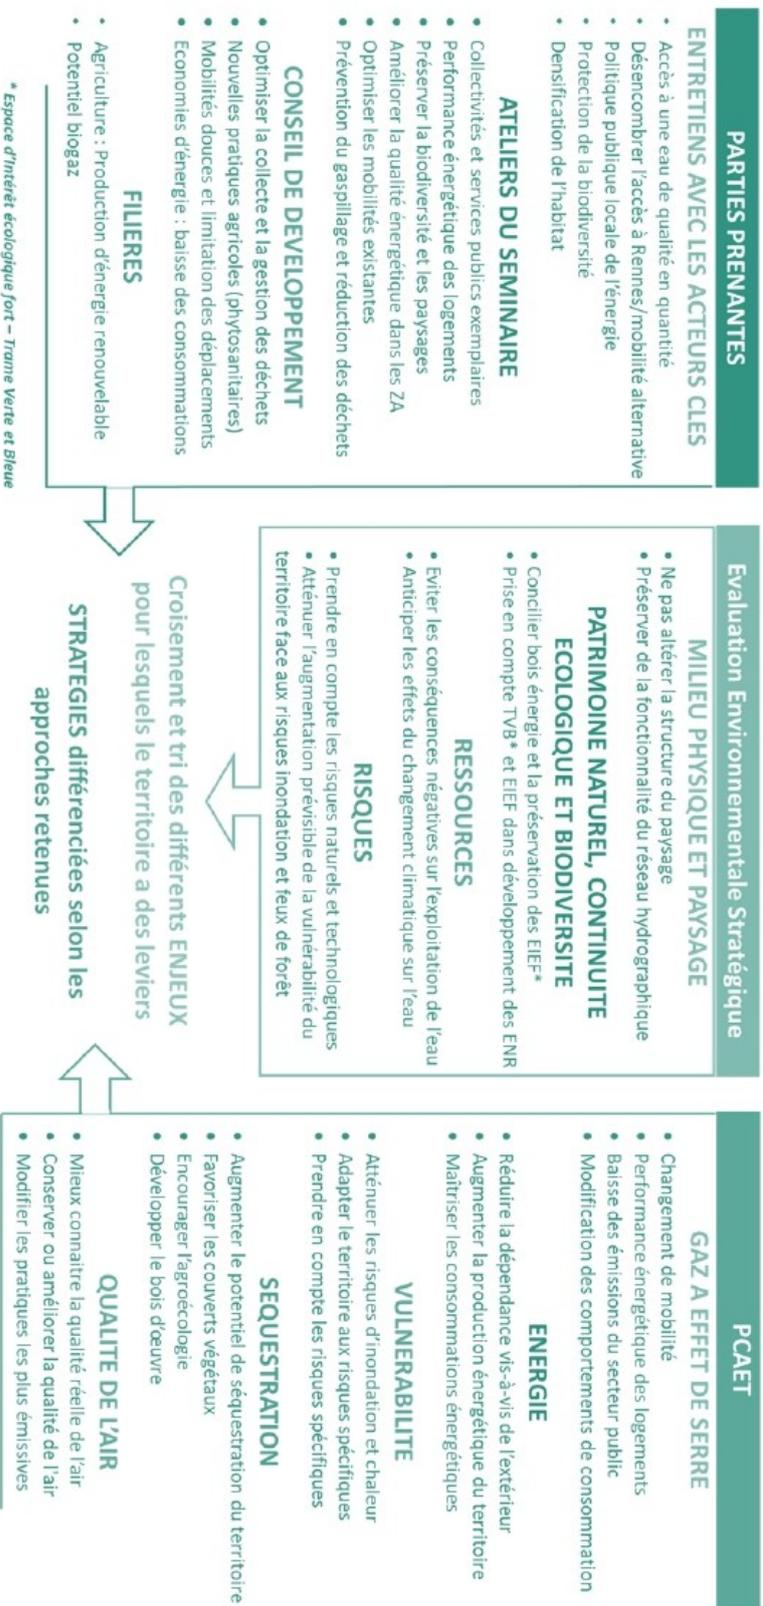 PARTIES PRENANTES
ENTRETIENS AVEC LES ACTEURS CLES
• Accès à une eau de qualité en quantité
• Désencombrer l'accès à Rennes/mobilité alternative
• Politique publique locale de l'énergie
• Protection de la biodiversité
• Densification de l'habitat
ATELIERS DU SEMINAIRE
• Collectivités et services publics exemplaires
• Performance énergétique des logements
• Préserver la biodiversité et les paysages
• Améliorer la qualité énergétique dans les ZA
• Optimiser les mobilités existantes
• Prévention du gaspillage et réduction des déchets
CONSEIL DE DEVELOPPEMENT
• Optimiser la collecte et la gestion des déchets
• Nouvelles pratiques agricoles (phytosanitaires)
• Mobilités douces et limitation des déplacements
• Economies d'énergie : baisse des consommations
FILIERES
• Agriculture : Production d'énergie renouvelable
• Potentiel biogaz
* Espace d'Intérêt écologique fort – Trame Verte et Bleue
Evaluation Environnementale Stratégique
MILIEU PHYSIQUE ET PAYSAGE
• Ne pas altérer la structure du paysage
• Préserver de la fonctionnalité du réseau hydrographique
PATRIMOINE NATUREL, CONTINUITE
ECOLOGIQUE ET BIODIVERSITE
• Concilier bois énergie et la préservation des EIEF*
• Prise en compte TVB* et EIEF dans développement des ENR
RESSOURCES
• Eviter les conséquences négatives sur l'exploitation de l'eau
• Anticiper les effets du changement climatique sur l'eau
RISQUES
• Prendre en compte les risques naturels et technologiques
• Atténuer l'augmentation prévisible de la vulnérabilité du
territoire face aux risques inondation et feux de forêt
Croisement et tri des différents ENJEUX
pour lesquels le territoire a des leviers
STRATEGIES différenciées selon les
approches retenues
PCAET
GAZ A EFFET DE SERRE
• Changement de mobilité
• Performance énergétique des logements
• Baisse des émissions du secteur public
• Modification des comportements de consommation
ENERGIE
• Réduire la dépendance vis-à-vis de l'extérieur
• Augmenter la production énergétique du territoire
• Maîtriser les consommations énergétiques
VULNERABILITE
• Atténuer les risques d'inondation et chaleur
• Adapter le territoire aux risques spécifiques
• Prendre en compte les risques spécifiques
SEQUESTRATION
• Augmenter le potentiel de séquestration du territoire
• Favoriser les couverts végétaux
• Encourager l'agroécologie
• Développer le bois d'œuvre
QUALITE DE L'AIR
• Mieux connaitre la qualité réelle de l'air
• Conserver ou améliorer la qualité de l'air
• Modifier les pratiques les plus émissives